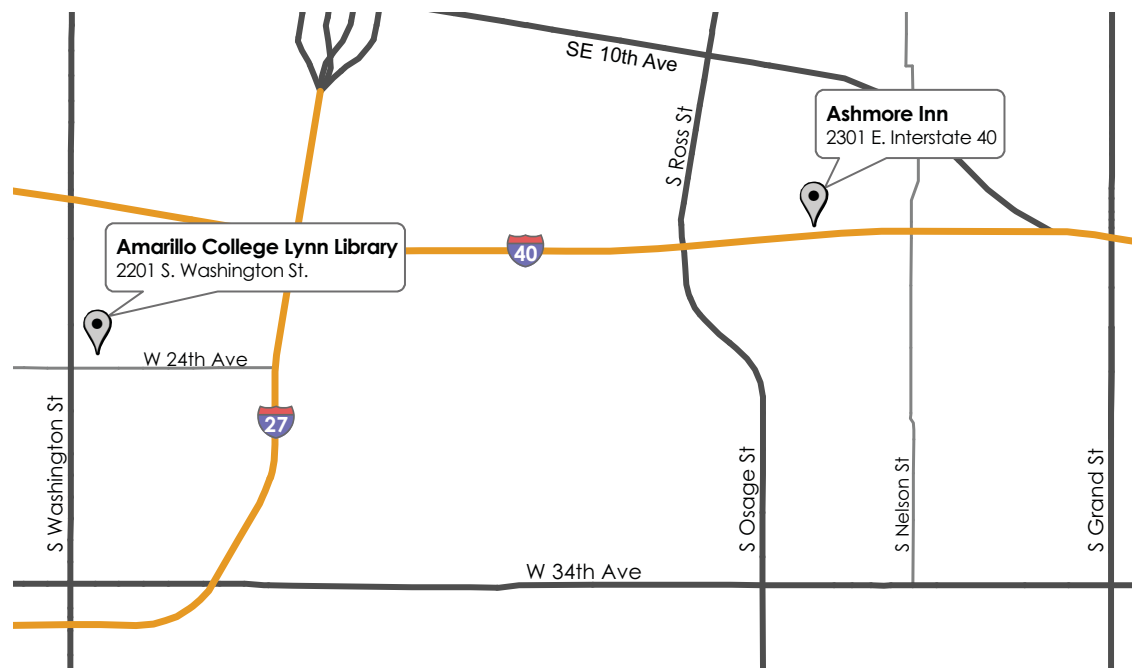 SE 10th Ave
Ashmore Inn
2301 E. Interstate 40
S Ross St
Amarillo College Lynn Library
2201 S. Washington St.
40
W 24th Ave
27
S Washington St
S Osage St
S Nelson St
S Grand St
W 34th Ave